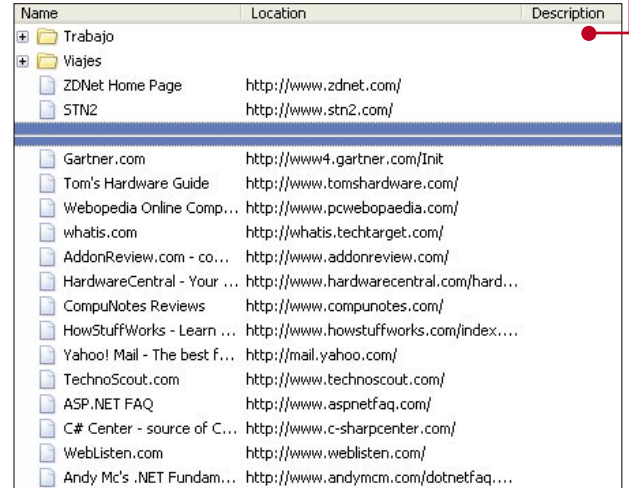 Name Location Description
Trabajo
Viajes
ZDNet Home Page http://www.zdnet.com/
STN2 http://www.stn2.com/
Gartner.com http://www4.gartner.com/Init
Tom's Hardware Guide http://www.tomshardware.com/
Webopedia Online Comp... http://www.pcwebopaedia.com/
whatis.com http://whatis.techtarget.com/
AddonReview.com - co... http://www.addonreview.com/
HardwareCentral - Your ... http://www.hardwarecentral.com/hard...
CompuNotes Reviews http://www.compunotes.com/
HowStuffWorks - Learn ... http://www.howstuffworks.com/index....
Yahoo! Mail - The best f... http://mail.yahoo.com/
TechnoScout.com http://www.technoscout.com/
ASP.NET FAQ http://www.aspnetfaq.com/
C# Center - source of C... http://www.c-sharpcenter.com/
WebListen.com http://www.weblisten.com/
Andy Mc's .NET Fundam... http://www.andymcm.com/dotnetfaq....